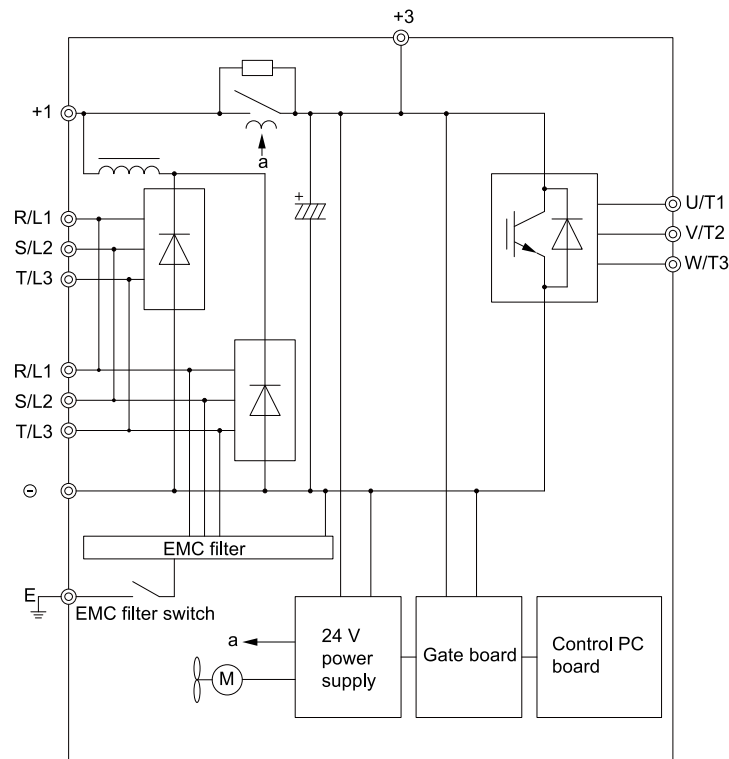 +3
+1
a
+
R/L1
S/L2
T/L3
U/T1
V/T2
W/T3
R/L1
S/L2
T/L3
⊖
EMC filter
E
EMC filter switch
a
M
24 V
power
supply
Gate board
Control PC
board